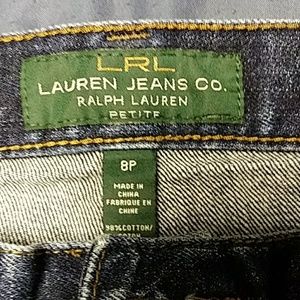 LRL
LAUREN JEANS CO.
RALPH LAUREN
PETITE
8P
MADE IN
CHINA
FABRIQUE EN
CHINE
98% COTTON/